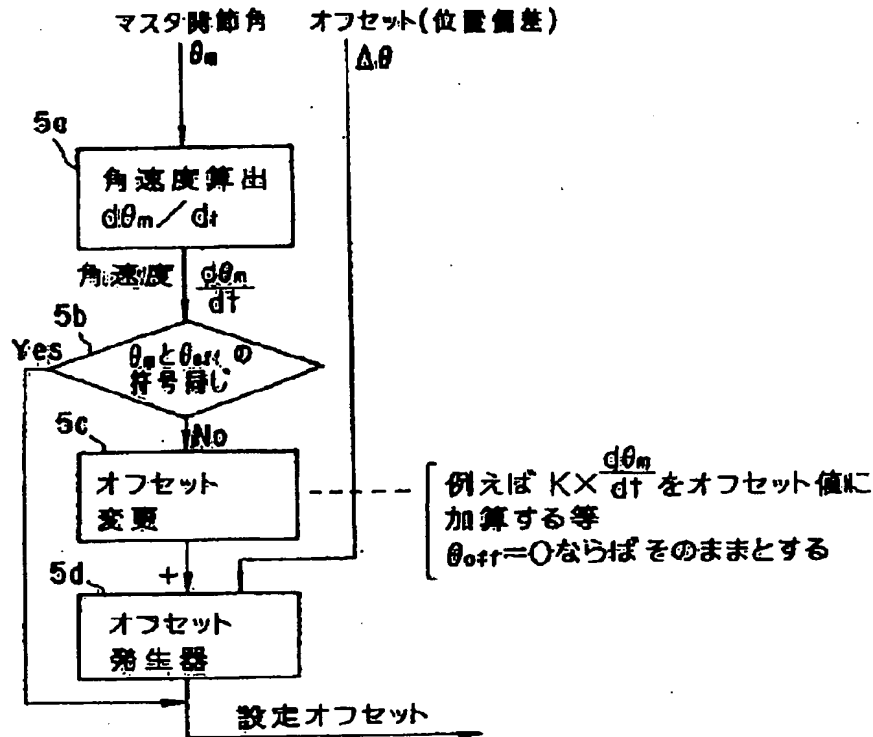 マスタ関節角 オフセット(位置偏差)
θm Δθ
5a
角速度算出
dθm/dt
角速度 dθm/dt
5b
Yes
θmとθoffの
符号同じ
No
5c
オフセット
変更
例えば K×dθm/dtをオフセット値に
加算する等
θoff=0ならばそのままとする
+
5d
オフセット
発生器
設定オフセット